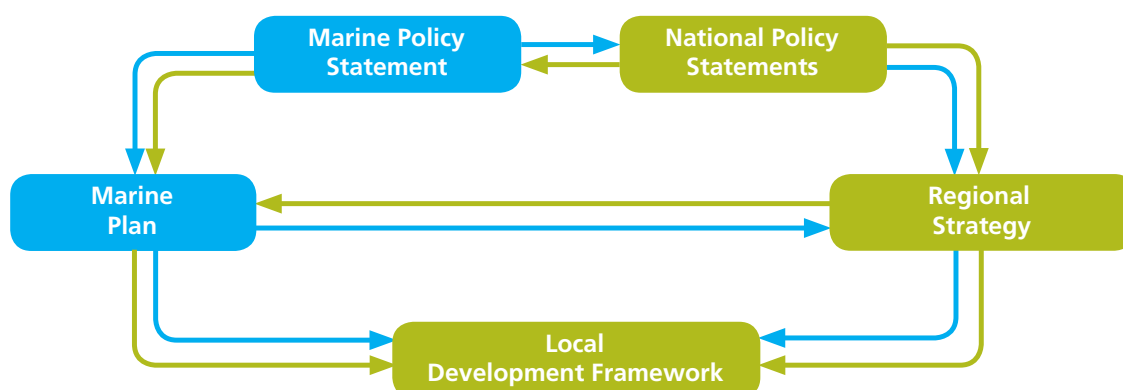 Marine Policy
Statement
National Policy
Statements
Marine
Plan
Regional
Strategy
Local
Development Framework